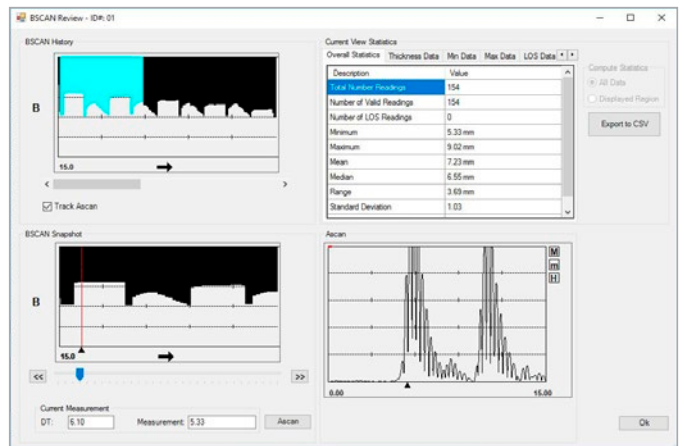 BSCAN Review - ID#: 01
BSCAN History
B
15.0
Track Ascan
BSCAN Snapshot
B
15.0
<<
>>
Current Measurement
DT: 6.10 Measurement: 5.33 Ascan
Current View Statistics
Overall Statistics Thickness Data Min Data Max Data LOS Data
Description Value
Total Number Readings 154
Number of Valid Readings 154
Number of LOS Readings 0
Minimum 5.33 mm
Maximum 9.02 mm
Mean 7.23 mm
Median 6.55 mm
Range 3.69 mm
Standard Deviation 1.03
Compute Statistics
All Data
Displayed Region
Export to CSV
Ascan
M
m
H
0.00 15.00
Ok